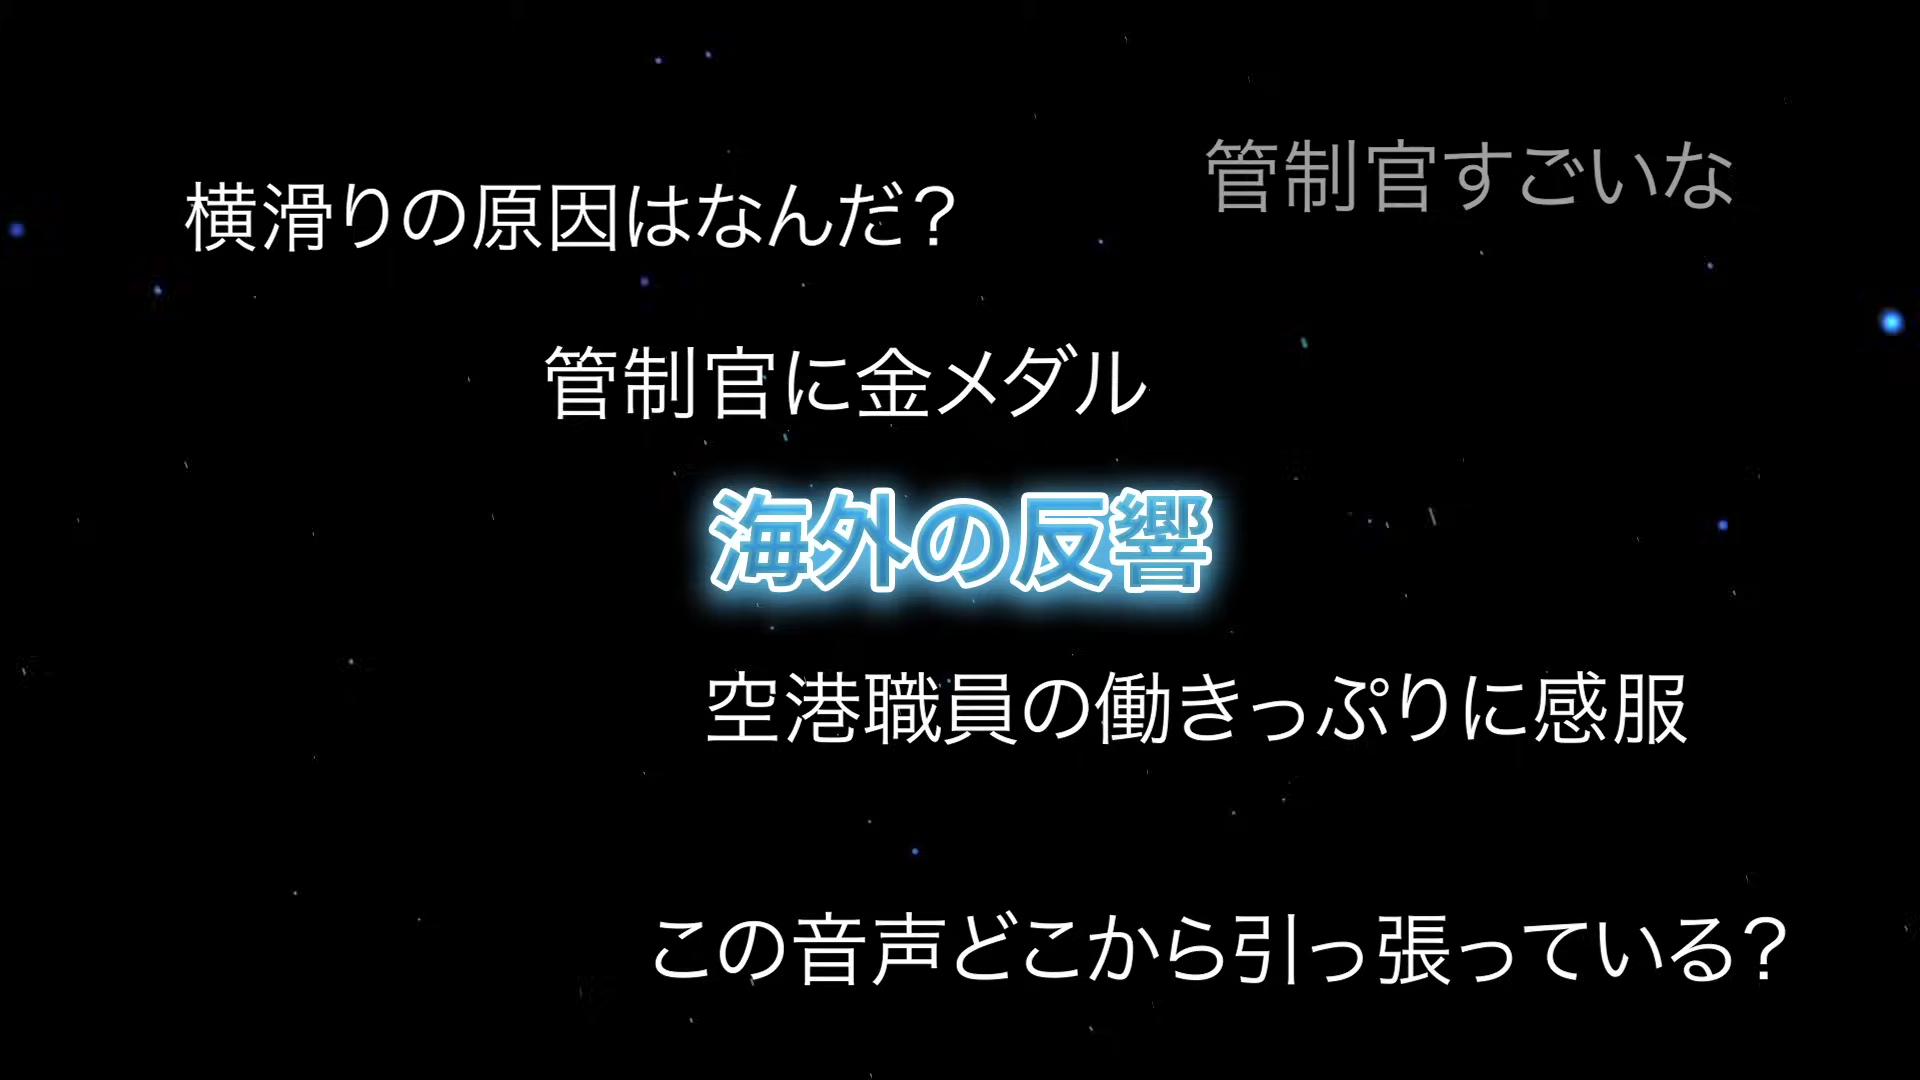 管制官すごいな
横滑りの原因はなんだ？
管制官に金メダル
海外の反響
空港職員の働きっぷりに感服
この音声どこから引っ張っている？